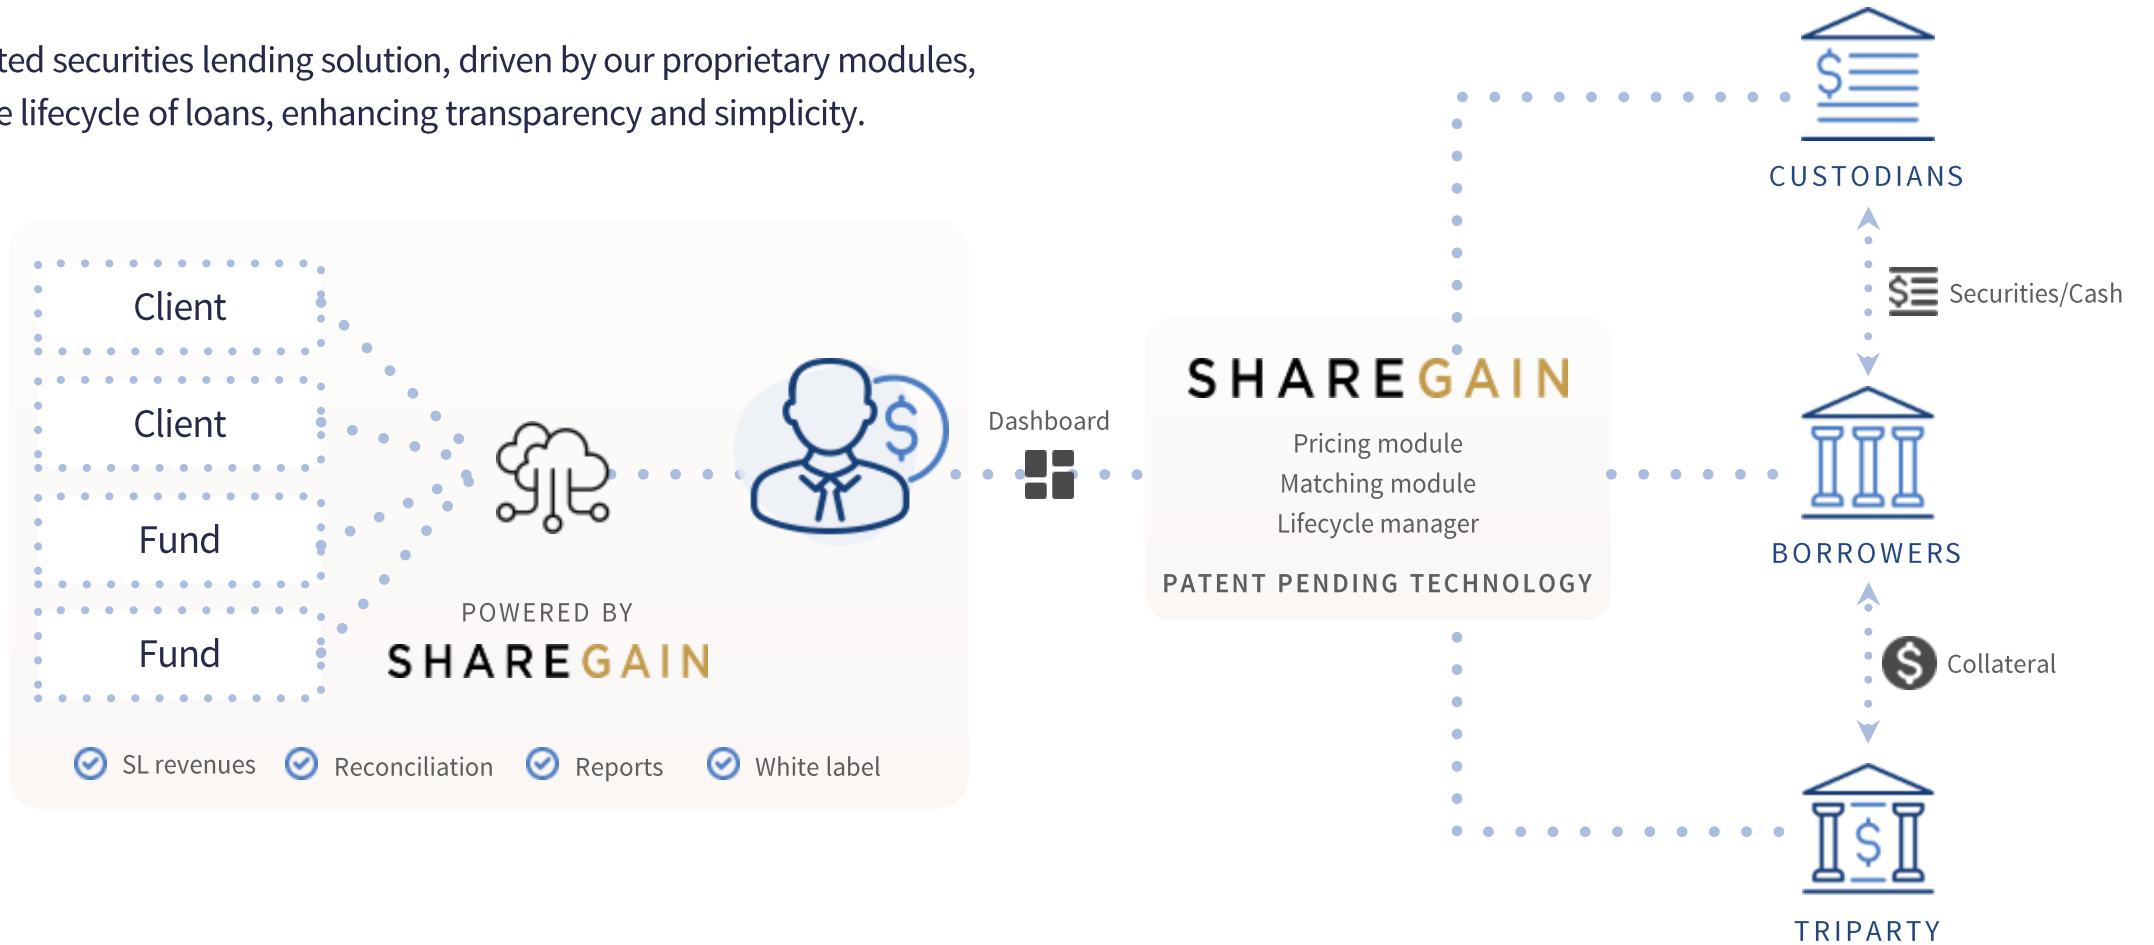 ted securities lending solution, driven by our proprietary modules,
e lifecycle of loans, enhancing transparency and simplicity.
Client
Client
Fund
Fund
POWERED BY
SHAREGAIN
SL revenues
Reconciliation
Reports
White label
Dashboard
SHAREGAIN
Pricing module
Matching module
Lifecycle manager
PATENT PENDING TECHNOLOGY
CUSTODIANS
Securities/Cash
BORROWERS
Collateral
TRIPARTY